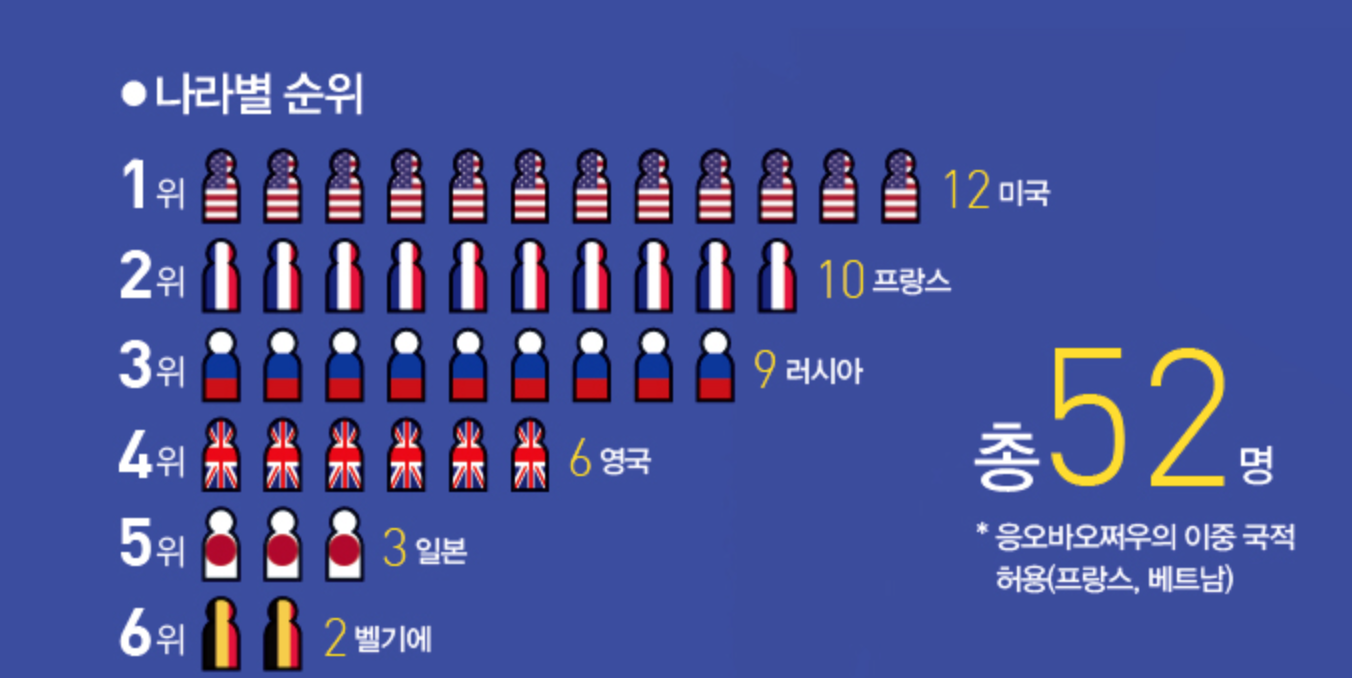 ● 나라별 순위
1위 12 미국
2위 10 프랑스
3위 9 러시아
4위 6 영국
5위 3 일본
6위 2 벨기에
총 52 명
* 응오바오쩌우의 이중 국적
허용(프랑스, 베트남)